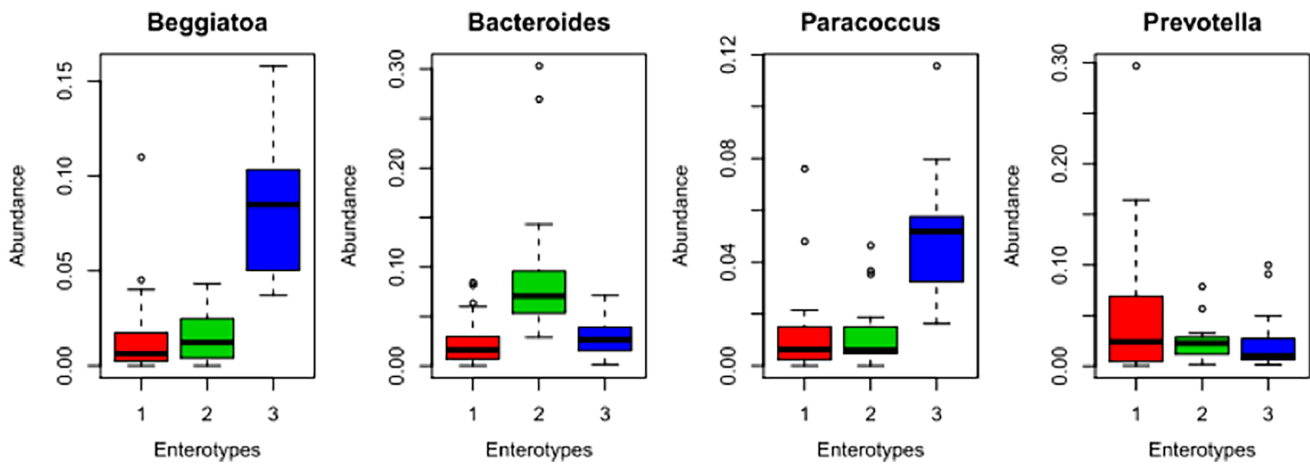 Beggiatoa
Abundance
0.15
0.10
0.05
0.00
1 2 3
Enterotypes
Bacteroides
Abundance
0.30
0.20
0.10
0.00
1 2 3
Enterotypes
Paracoccus
Abundance
0.12
0.08
0.04
0.00
1 2 3
Enterotypes
Prevotella
Abundance
0.30
0.20
0.10
0.00
1 2 3
Enterotypes